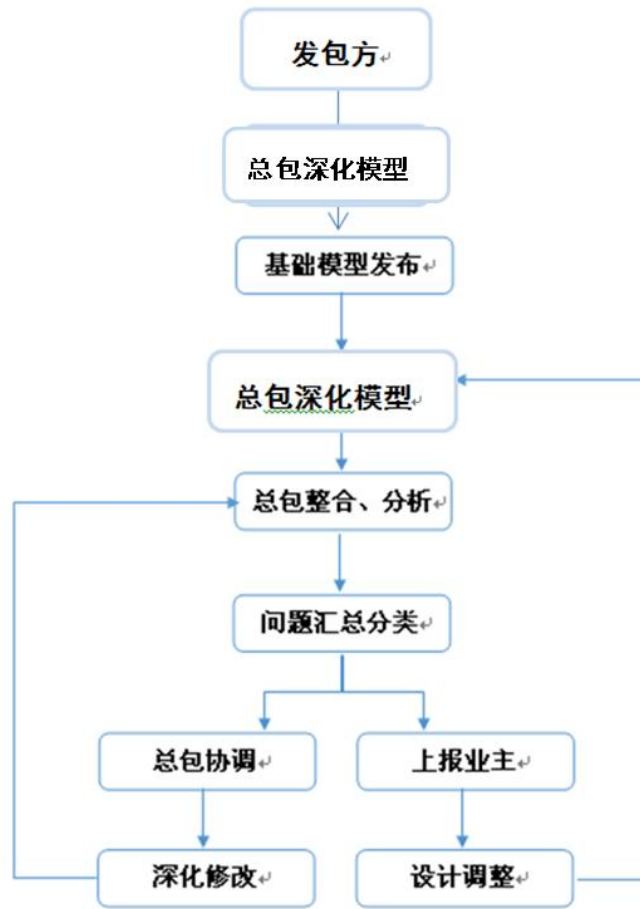 发包方
总包深化模型
基础模型发布
总包深化模型
总包整合、分析
问题汇总分类
总包协调
上报业主
深化修改
设计调整